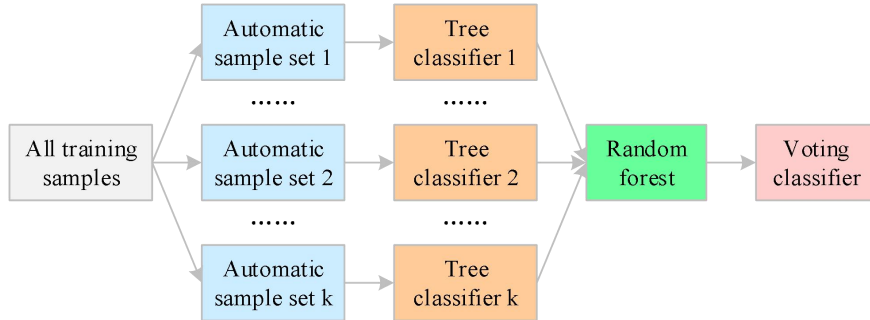 Automatic
sample set 1
Tree
classifier 1
……
……
All training
samples
Automatic
sample set 2
Tree
classifier 2
Random
forest
Voting
classifier
……
……
Automatic
sample set k
Tree
classifier k